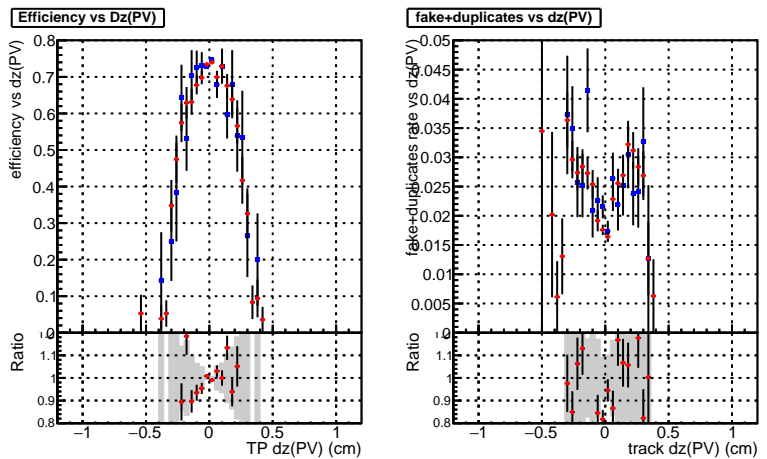 Efficiency vs Dz(PV)
efficiency vs dz(PV)
0.8
0.7
0.6
0.5
0.4
0.3
0.2
0.1
0
Ratio
1.1
1
0.9
0.8
−1 −0.5 0 0.5 1
TP dz(PV) (cm)
fake+duplicates vs dz(PV)
fake+duplicates rate vs dz(PV)
0.05
0.045
0.04
0.035
0.03
0.025
0.02
0.015
0.01
0.005
0
Ratio
1.1
1
0.9
0.8
−1 −0.5 0 0.5 1
track dz(PV) (cm)